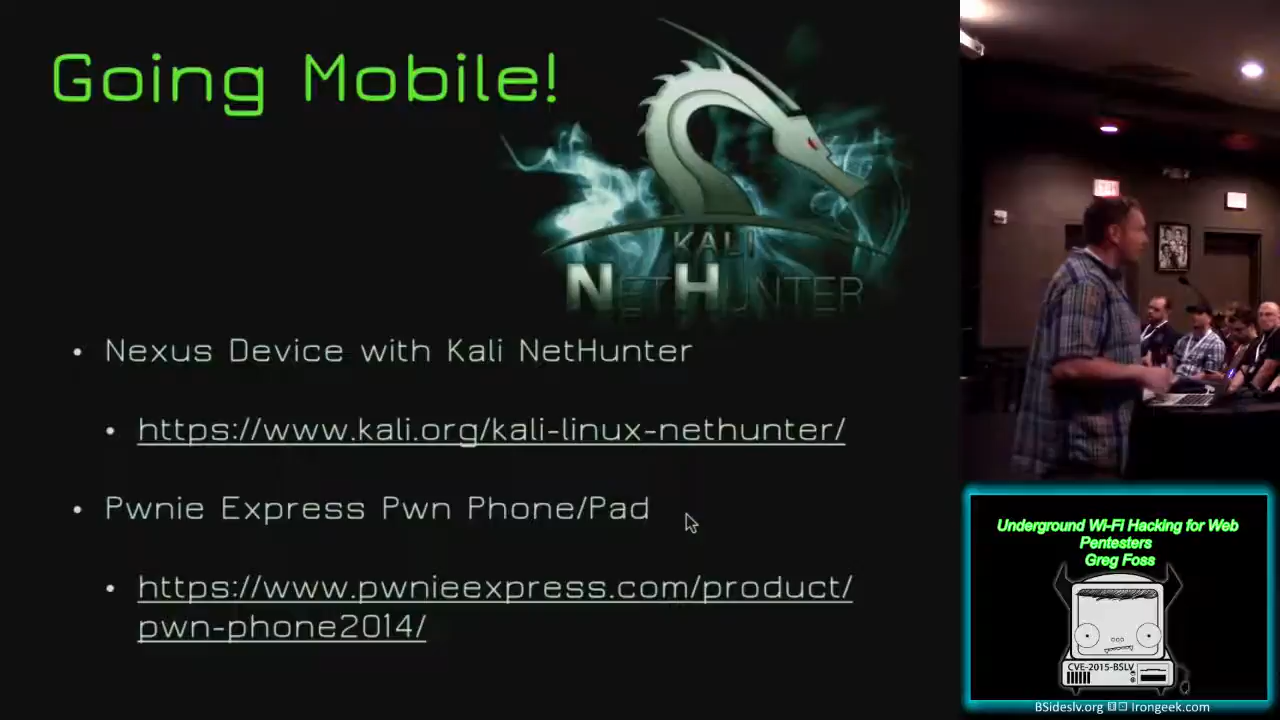 Going Mobile!
KALI
NETHUNTER
• Nexus Device with Kali NetHunter
• https://www.kali.org/kali-linux-nethunter/
• Pwnie Express Pwn Phone/Pad
• https://www.pwnieexpress.com/product/
pwn-phone2014/
Underground Wi-Fi Hacking for Web
Pentesters
Greg Foss
CVE-2015-BSLV
BSideslv.org Irongeek.com